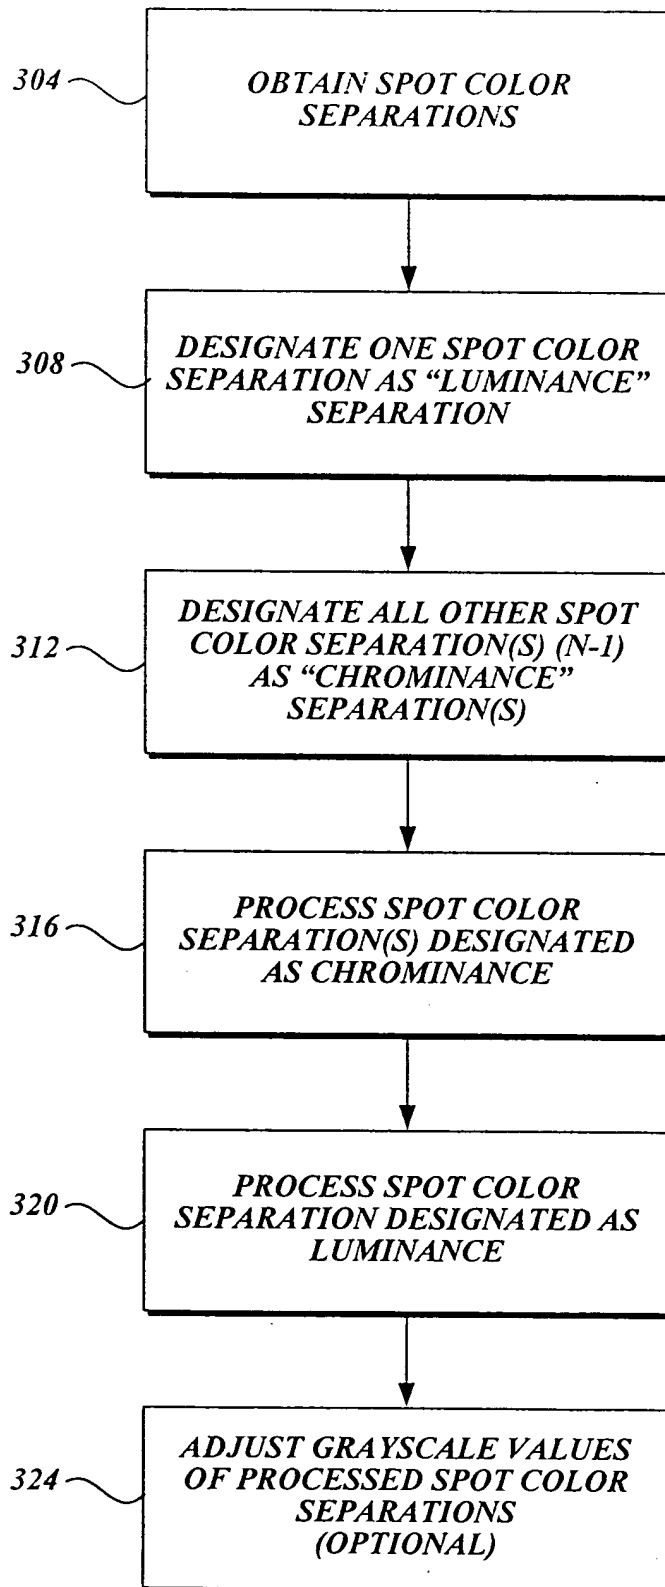 304
OBTAIN SPOT COLOR
SEPARATIONS
308
DESIGNATE ONE SPOT COLOR
SEPARATION AS “LUMINANCE”
SEPARATION
312
DESIGNATE ALL OTHER SPOT
COLOR SEPARATION(S) (N-1)
AS “CHROMINANCE”
SEPARATION(S)
316
PROCESS SPOT COLOR
SEPARATION(S) DESIGNATED
AS CHROMINANCE
320
PROCESS SPOT COLOR
SEPARATION DESIGNATED AS
LUMINANCE
324
ADJUST GRAYSCALE VALUES
OF PROCESSED SPOT COLOR
SEPARATIONS
(OPTIONAL)